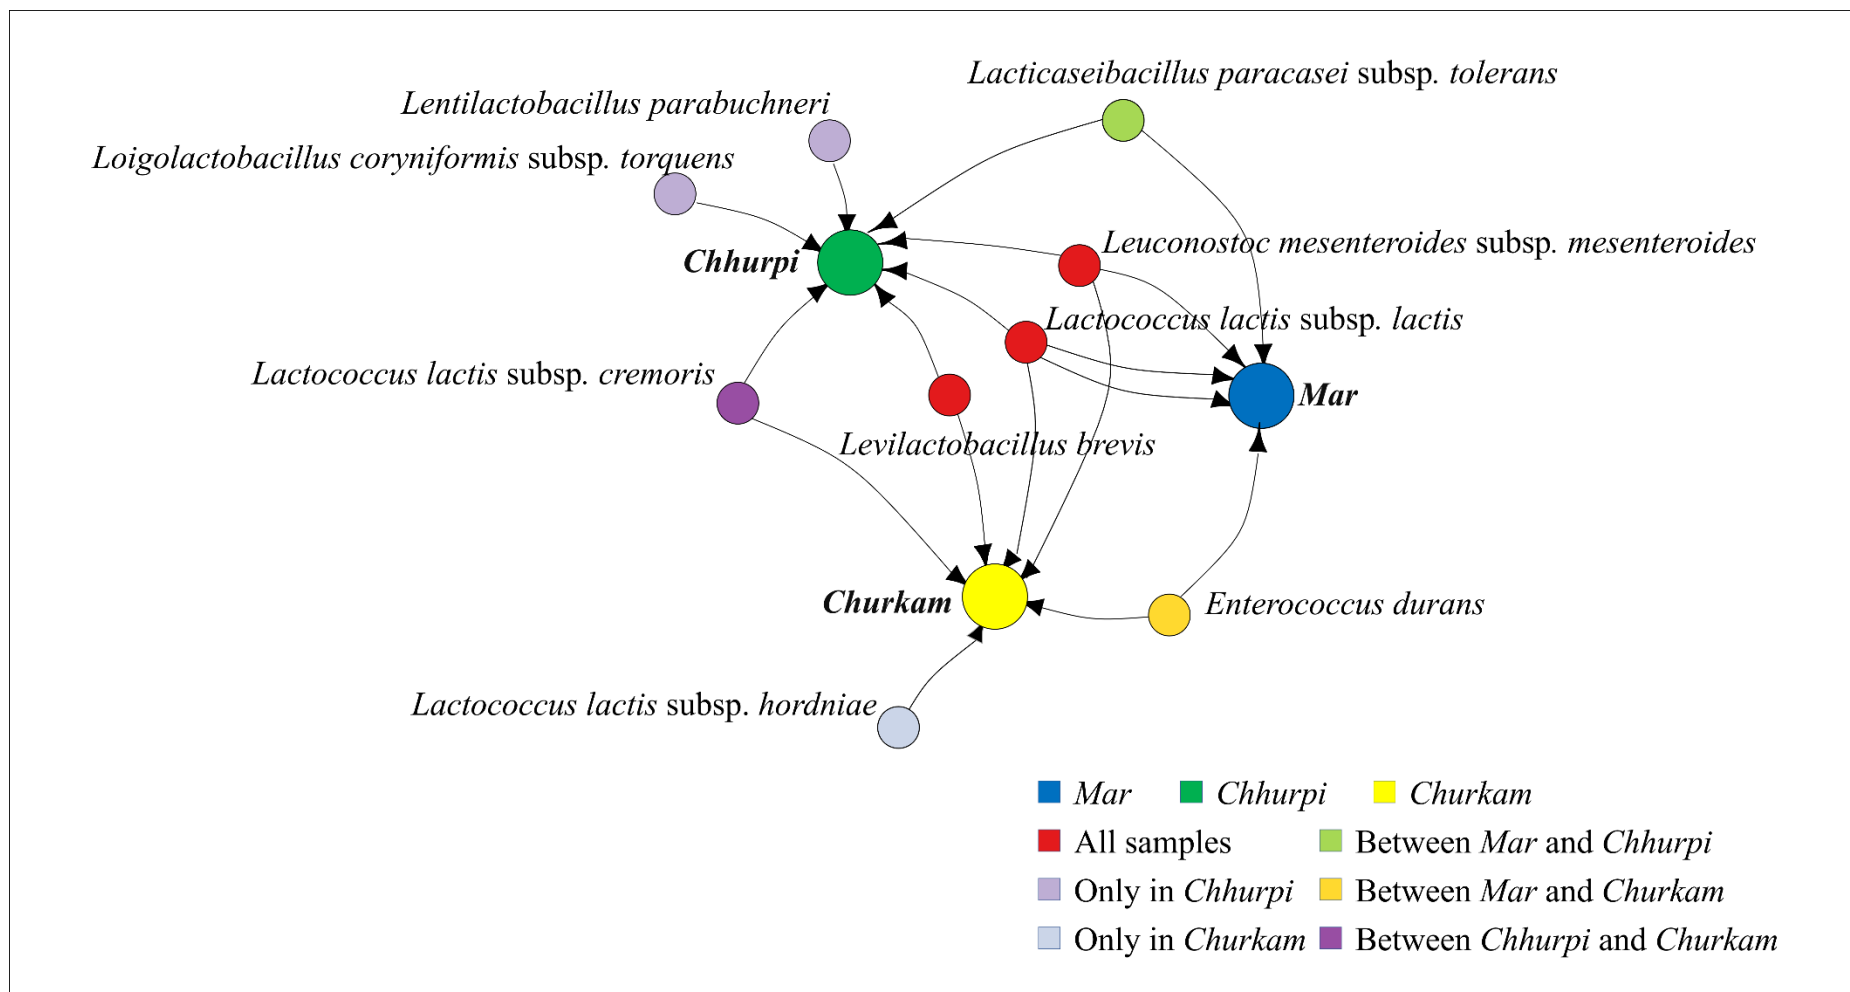 Lacticaseibacillus paracasei subsp. tolerans
Lentilactobacillus parabuchneri
Loigolactobacillus coryniformis subsp. torquens
Leuconostoc mesenteroides subsp. mesenteroides
Chhurpi
Lactococcus lactis subsp. lactis
Lactococcus lactis subsp. cremoris
Mar
Levilactobacillus brevis
Churkam
Enterococcus durans
Lactococcus lactis subsp. hordniae
Mar Chhurpi Churkam
All samples Between Mar and Chhurpi
Only in Chhurpi Between Mar and Churkam
Only in Churkam Between Chhurpi and Churkam